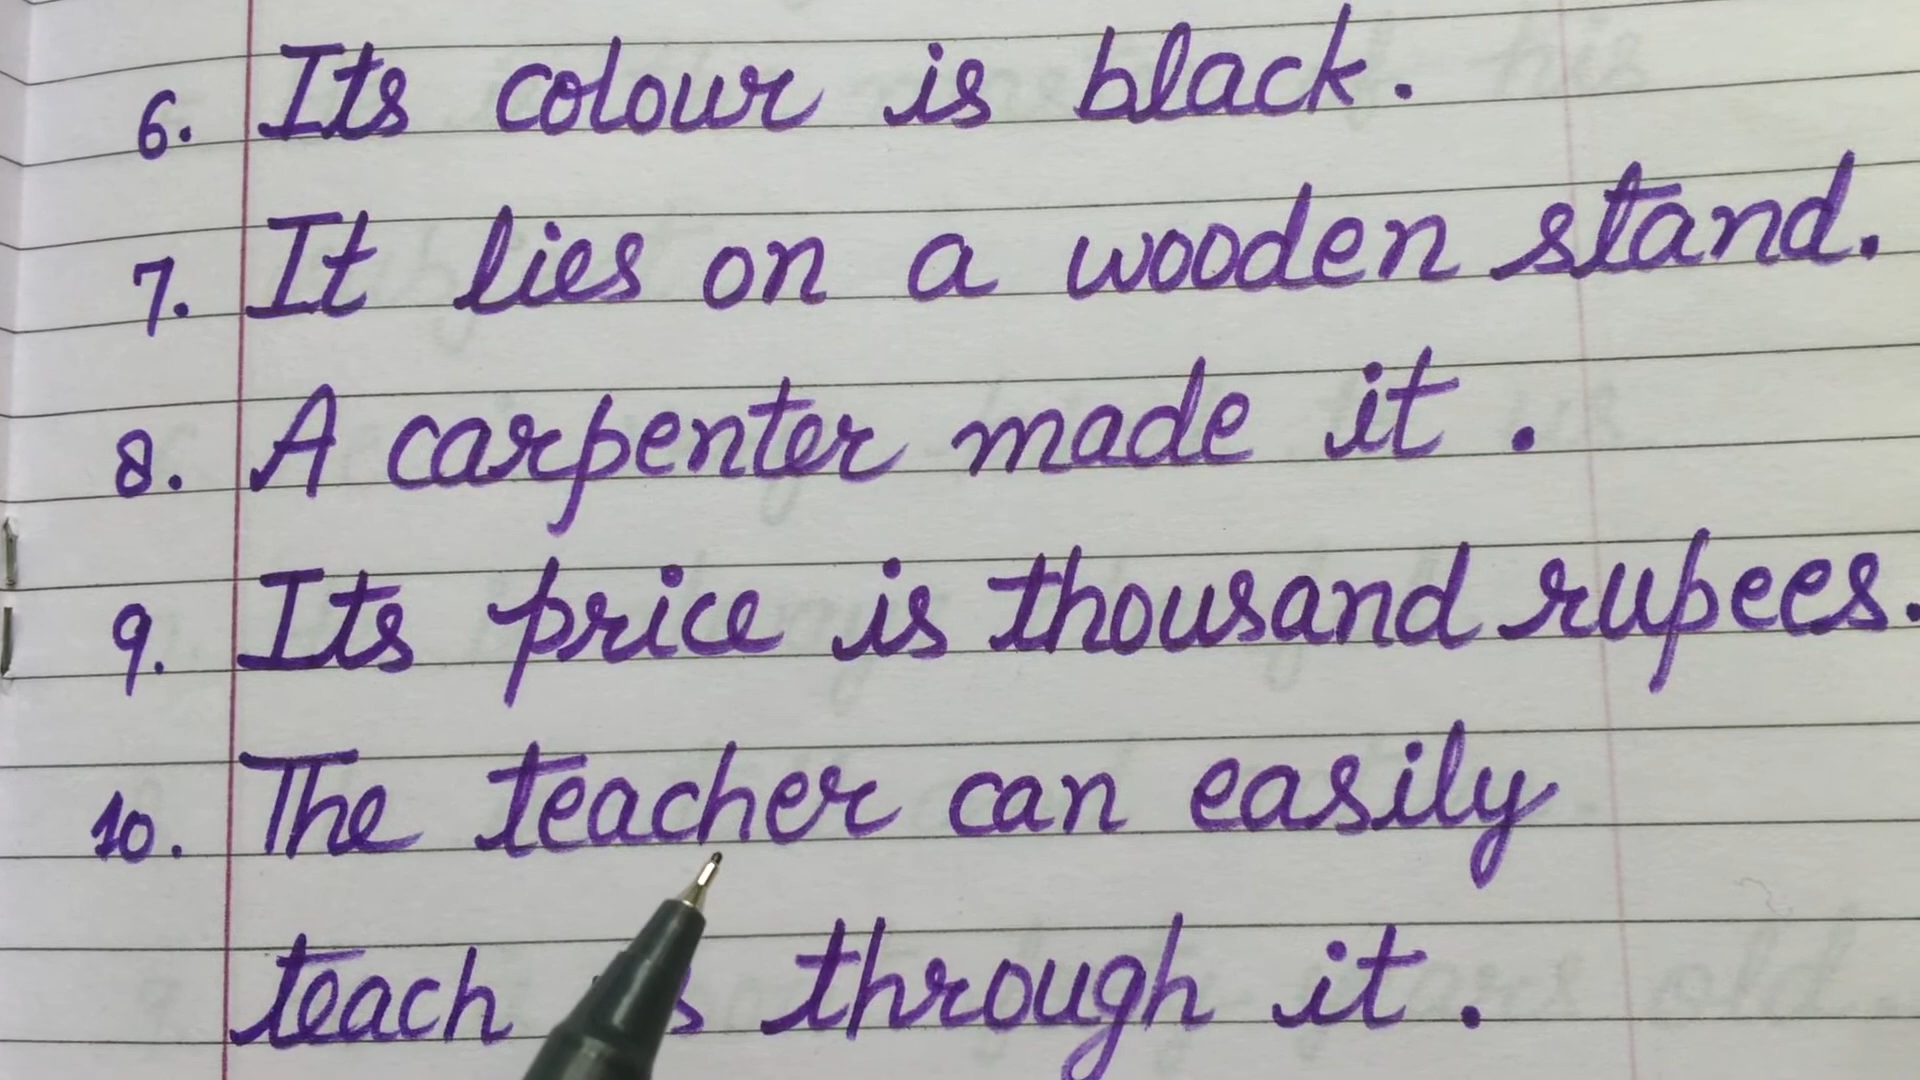 6. Its colour is black.
7. It lies on a wooden stand.
8. A carpenter made it.
9. Its price is thousand rupees.
10. The teacher can easily
teach through it.